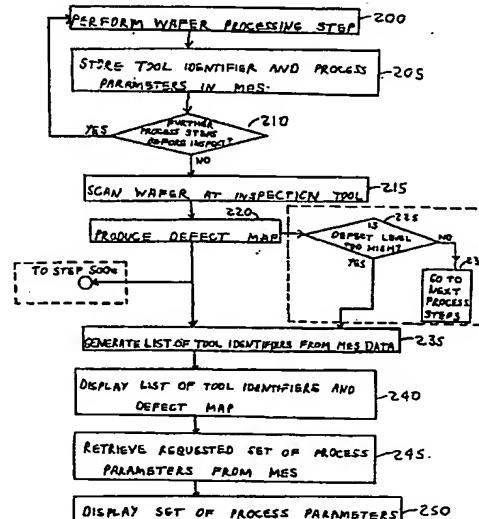 PERFORM WAFER PROCESSING STEP
200
STORE TOOL IDENTIFIER AND PROCESS
PARAMETERS IN MES.
205
YES
FURTHER
PROCESS STEPS
BEFORE INSPECT?
210
NO
SCAN WAFER AT INSPECTION TOOL
215
220
PRODUCE DEFECT MAP
225
IS
DEFECT LEVEL
TOO HIGH?
NO
YES
23
GO TO
NEXT
PROCESS
STEPS
TO STEP 500
GENERATE LIST OF TOOL IDENTIFIERS FROM MES DATA
235
DISPLAY LIST OF TOOL IDENTIFIERS AND
DEFECT MAP
240
RETRIEVE REQUESTED SET OF PROCESS
PARAMETERS FROM MES
245.
DISPLAY SET OF PROCESS PARAMETERS
250